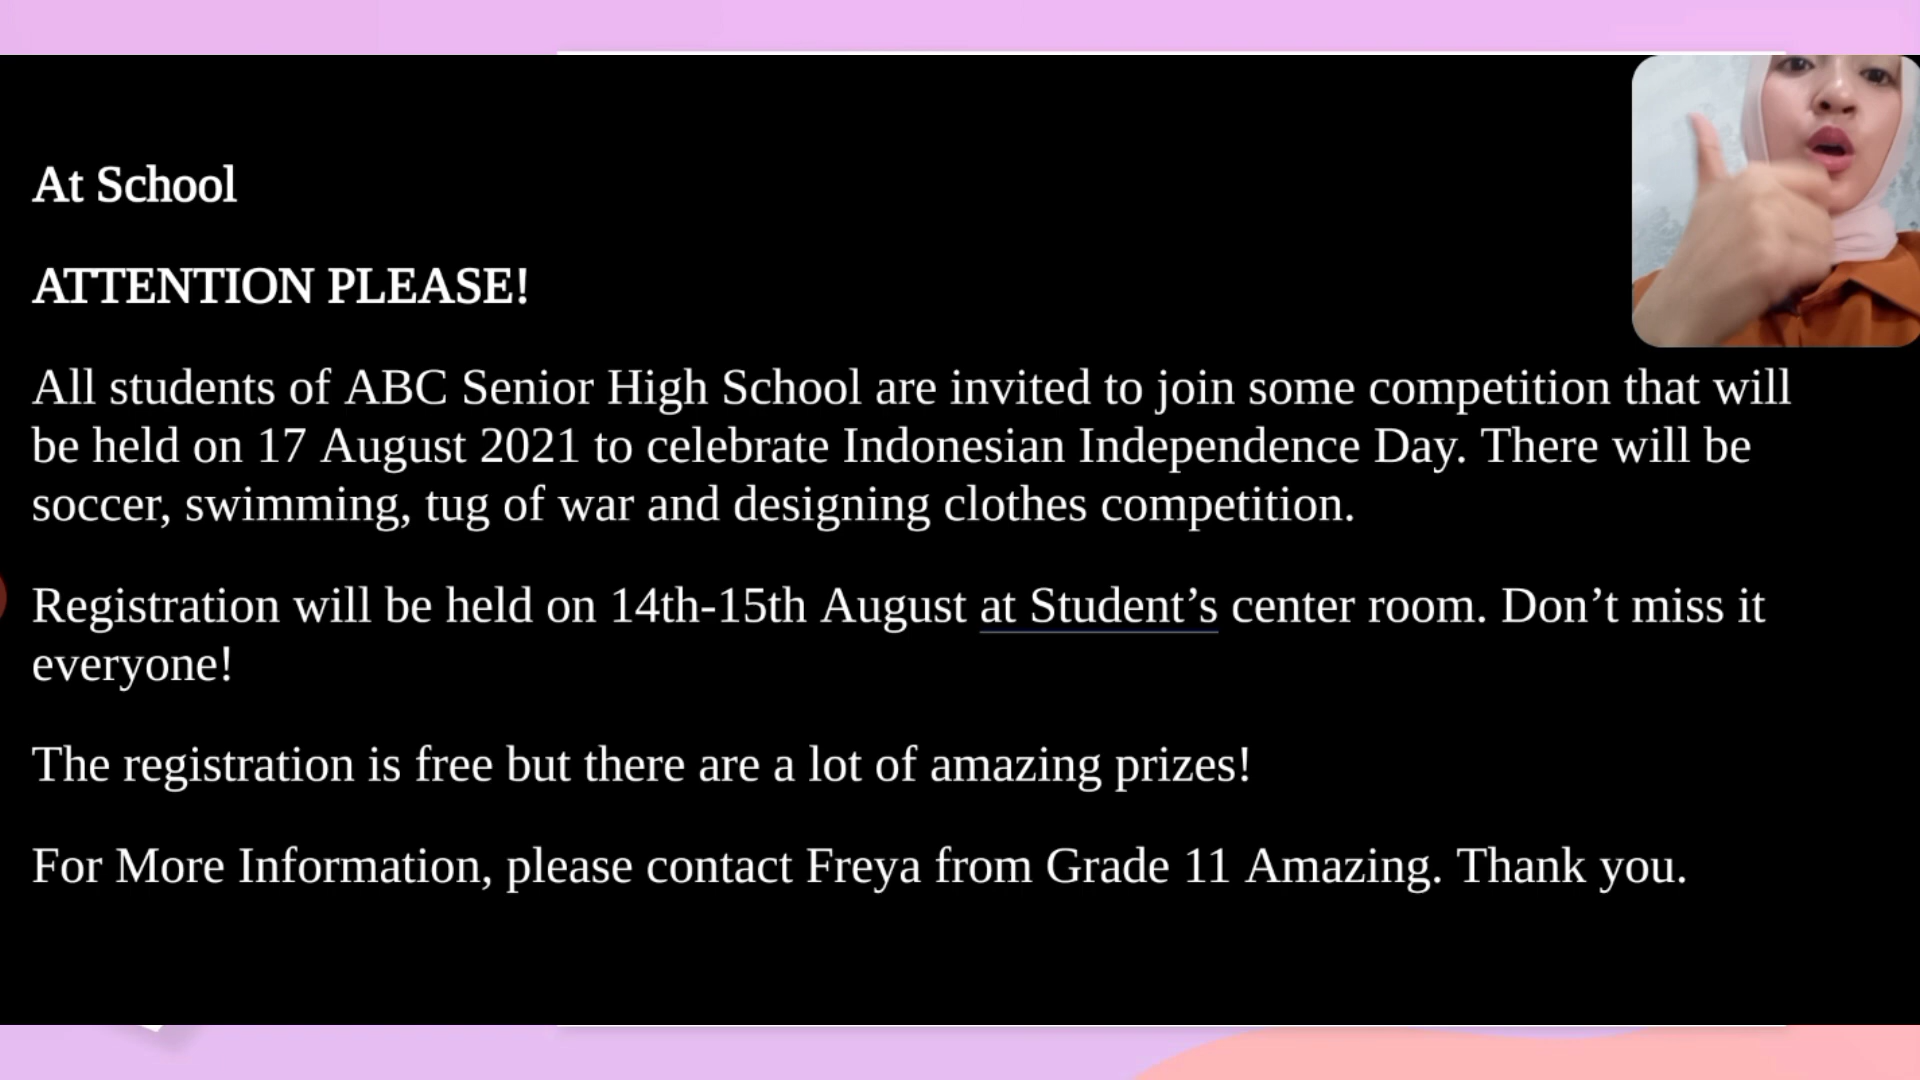 At School
ATTENTION PLEASE!
All students of ABC Senior High School are invited to join some competition that will
be held on 17 August 2021 to celebrate Indonesian Independence Day. There will be
soccer, swimming, tug of war and designing clothes competition.
Registration will be held on 14th-15th August at Student’s center room. Don’t miss it
everyone!
The registration is free but there are a lot of amazing prizes!
For More Information, please contact Freya from Grade 11 Amazing. Thank you.